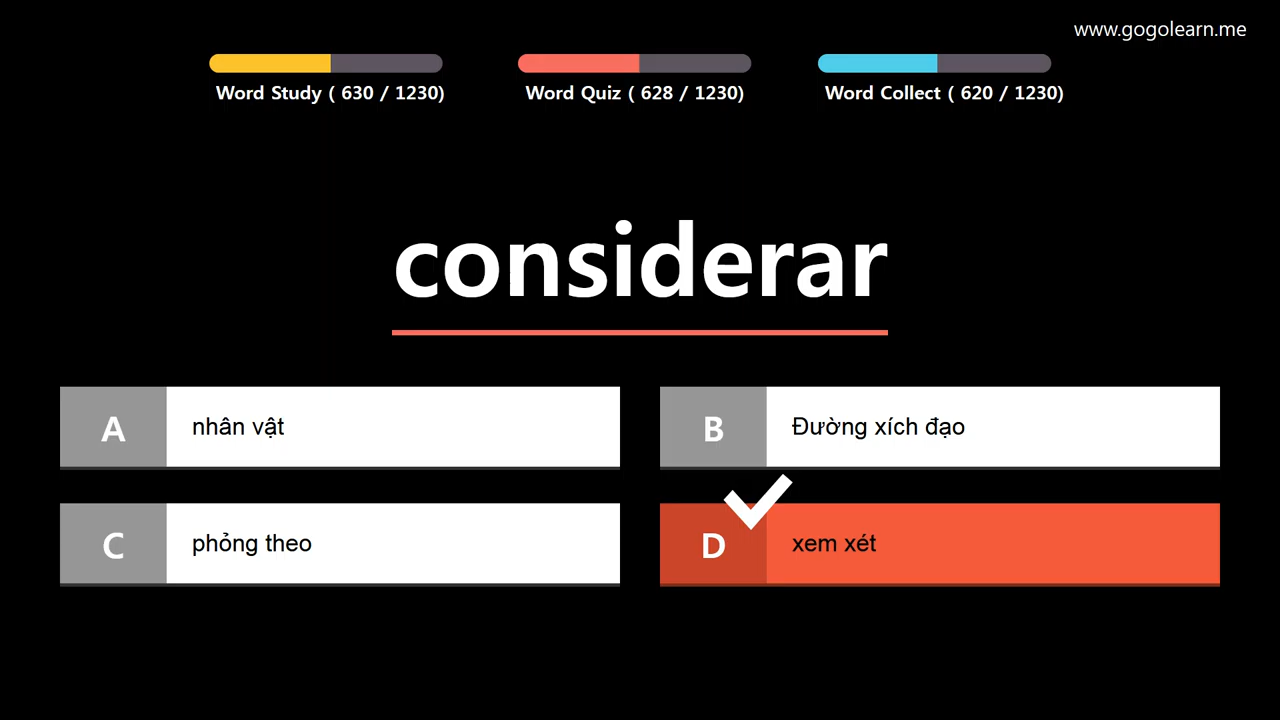 www.gogolearn.me
Word Study ( 630 / 1230)
Word Quiz ( 628 / 1230)
Word Collect ( 620 / 1230)
considerar
A
nhân vật
B
Đường xích đạo
C
phỏng theo
D
xem xét